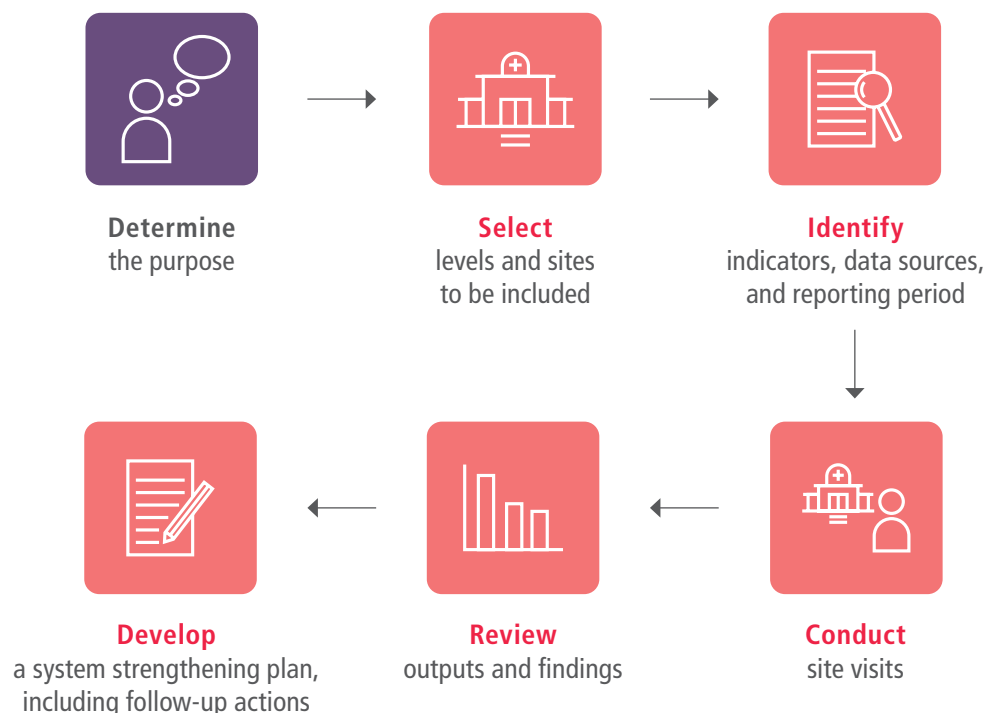 Determine
the purpose
Select
levels and sites
to be included
Identify
indicators, data sources,
and reporting period
Conduct
site visits
Review
outputs and findings
Develop
a system strengthening plan,
including follow-up actions